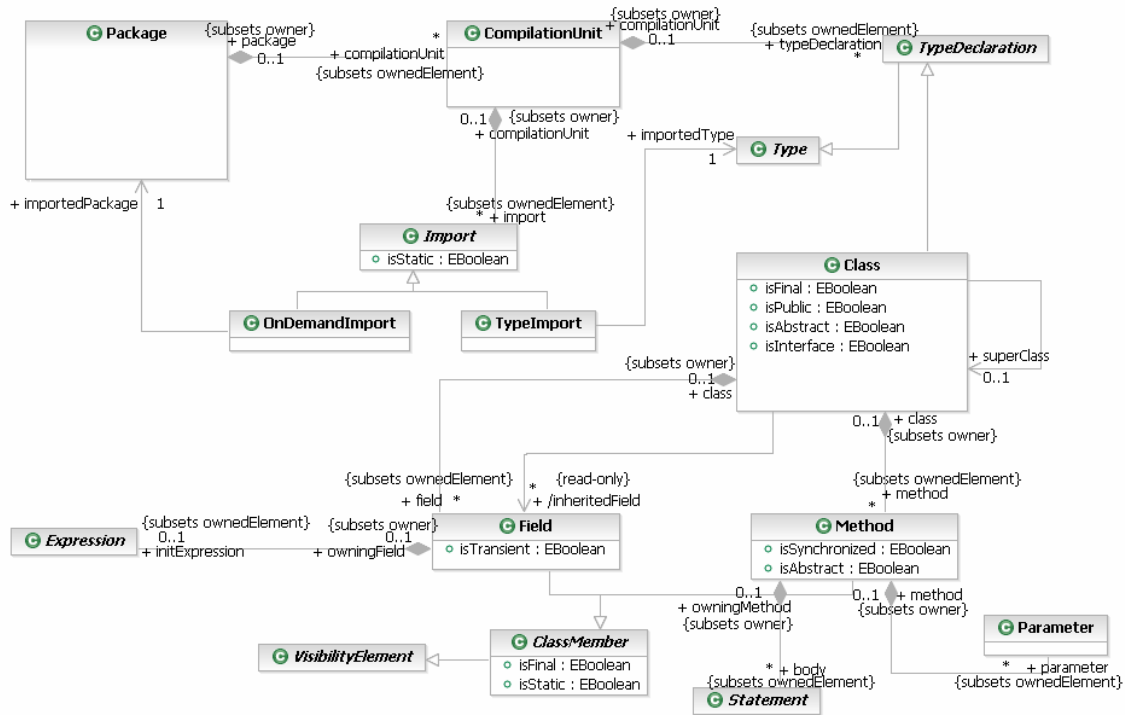 Package
{subsets owner}
+ package
0..1
*
+ compilationUnit
{subsets ownedElement}
CompilationUnit
{subsets owner}
+ compilationUnit
0..1
{subsets ownedElement}
+ typeDeclaration
*
TypeDeclaration
0..1
{subsets owner}
+ compilationUnit
+ importedType
1
Type
+ importedPackage
1
{subsets ownedElement}
* + import
Import
isStatic : EBoolean
OnDemandImport
TypeImport
Class
isFinal : EBoolean
isPublic : EBoolean
isAbstract : EBoolean
isInterface : EBoolean
+ superClass
0..1
{subsets owner}
0..1
+ class
0..1
+ class
{subsets owner}
{subsets ownedElement}
+ field *
{read-only}
*
+ /inheritedField
{subsets ownedElement}
+ method
*
Expression
{subsets ownedElement}
0..1
+ initExpression
{subsets owner}
0..1
+ owningField
Field
isTransient : EBoolean
Method
isSynchronized : EBoolean
isAbstract : EBoolean
0..1
+ owningMethod
{subsets owner}
0..1
+ method
{subsets owner}
VisibilityElement
ClassMember
isFinal : EBoolean
isStatic : EBoolean
Parameter
* + parameter
{subsets ownedElement}
* + body
{subsets ownedElement}
Statement